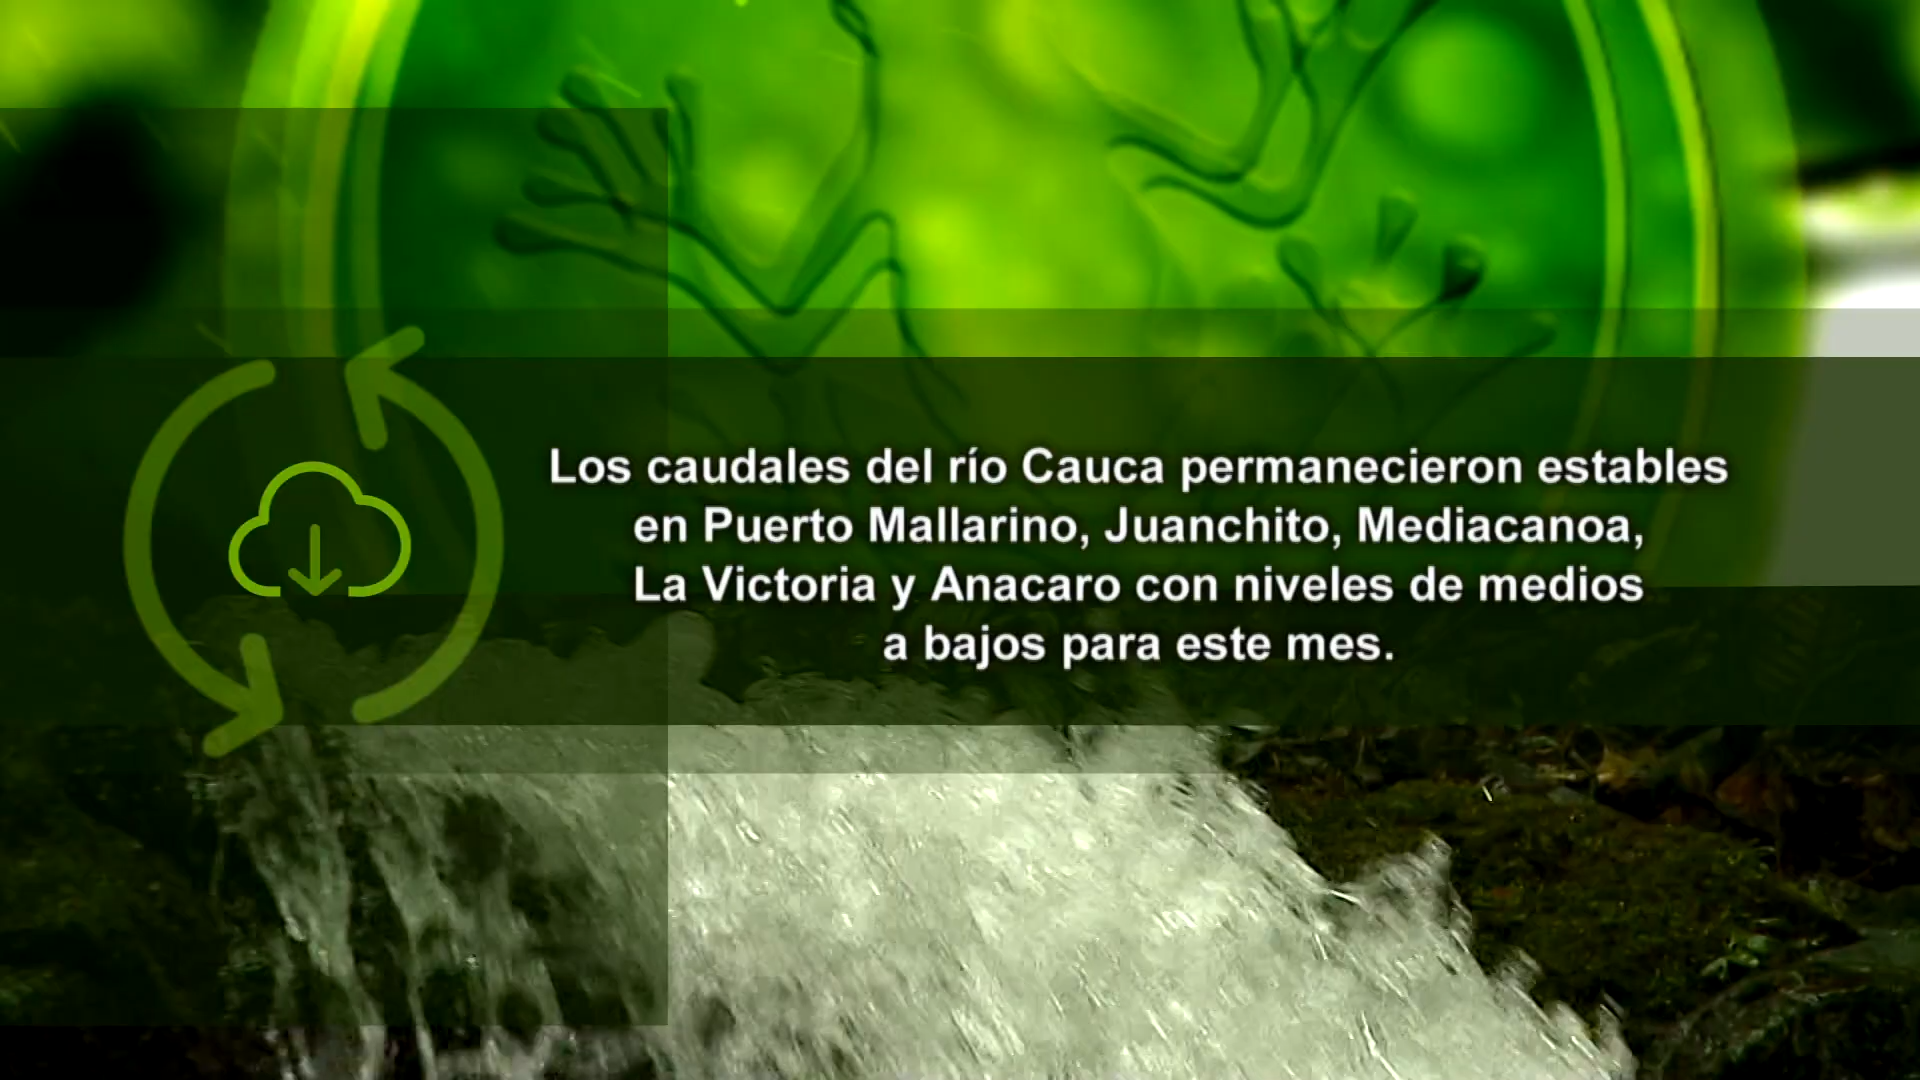 Los caudales del río Cauca permanecieron estables
en Puerto Mallarino, Juanchito, Mediacanoa,
La Victoria y Anacaro con niveles de medios
a bajos para este mes.